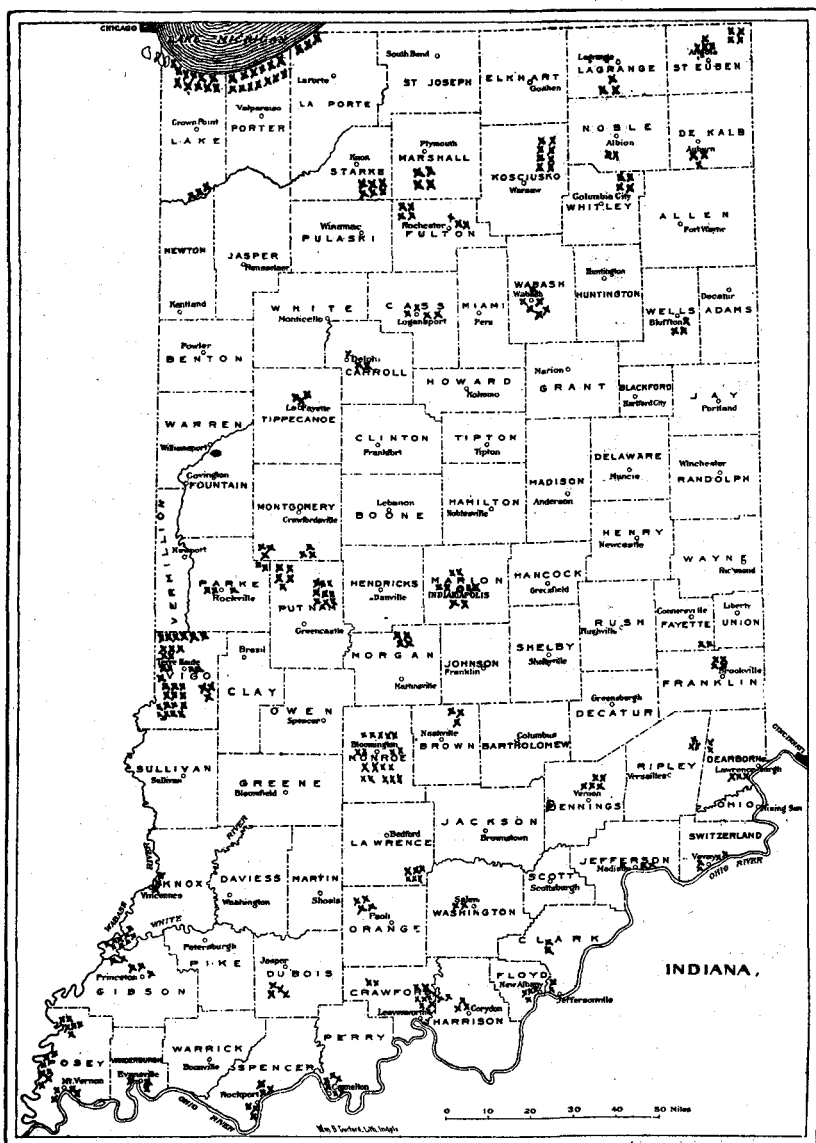 CHICAGO
LAKE MICHIGAN
South Bend
Laporte
ST JOSEPH
LA PORTE
ELKHART
Goshen
Lagrange
LAGRANGE
Angola
STEUBEN
Crown Point
LAKE
Valparaiso
PORTER
Plymouth
MARSHALL
Knox
STARKE
KOSCIUSKO
Warsaw
NOBLE
Albion
DE KALB
Auburn
Columbia City
WHITLEY
ALLEN
Fort Wayne
NEWTON
Kentland
JASPER
Rensselaer
Winamac
PULASKI
Rochester
FULTON
WHITE
Monticello
CASS
Logansport
MIAMI
Peru
WABASH
Wabash
Huntington
HUNTINGTON
WELLS
Bluffton
Decatur
ADAMS
Fowler
BENTON
Delphi
CARROLL
HOWARD
Kokomo
Marion
GRANT
BLACKFORD
Hartford City
JAY
Portland
WARREN
Williamsport
La Fayette
TIPPECANOE
CLINTON
Frankfort
TIPTON
Tipton
MADISON
Anderson
DELAWARE
Muncie
Winchester
RANDOLPH
Covington
FOUNTAIN
MONTGOMERY
Crawfordsville
Lebanon
BOONE
HAMILTON
Noblesville
HENRY
Newcastle
WAYNE
Richmond
VERMILLION
Newport
PARKE
Rockville
PUTNAM
Greencastle
HENDRICKS
Danville
MARION
INDIANAPOLIS
HANCOCK
Greenfield
RUSH
Rushville
Connersville
FAYETTE
Liberty
UNION
Terre Haute
VIGO
Brazil
CLAY
OWEN
Spencer
MORGAN
Martinsville
JOHNSON
Franklin
SHELBY
Shelbyville
Greensburgh
DECATUR
Brookville
FRANKLIN
SULLIVAN
Sullivan
GREENE
Bloomfield
Bloomington
MONROE
Nashville
BROWN
Columbus
BARTHOLOMEW
Vernon
JENNINGS
RIPLEY
Versailles
DEARBORN
Lawrenceburgh
CINCINNATI
OHIO
Rising Sun
SWITZERLAND
Vevay
OHIO RIVER
JEFFERSON
Madison
Bedford
LAWRENCE
JACKSON
Brownstown
SCOTT
Scottsburgh
KNOX
Vincennes
RIVER
DAVIESS
Washington
MARTIN
Shoals
Paoli
ORANGE
Salem
WASHINGTON
CLARK
WABASH
RIVER
WHITE
Petersburgh
PIKE
Princeton
GIBSON
Jasper
DUBOIS
CRAWFORD
Leavenworth
HARRISON
Corydon
FLOYD
New Albany
Jeffersonville
INDIANA,
POSEY
Mt. Vernon
VANDERBURGH
Evansville
WARRICK
Boonville
SPENCER
Rockport
PERRY
Cannelton
OHIO RIVER
0 10 20 30 40 50 Miles
Wm B Burford, Lith, Indpls